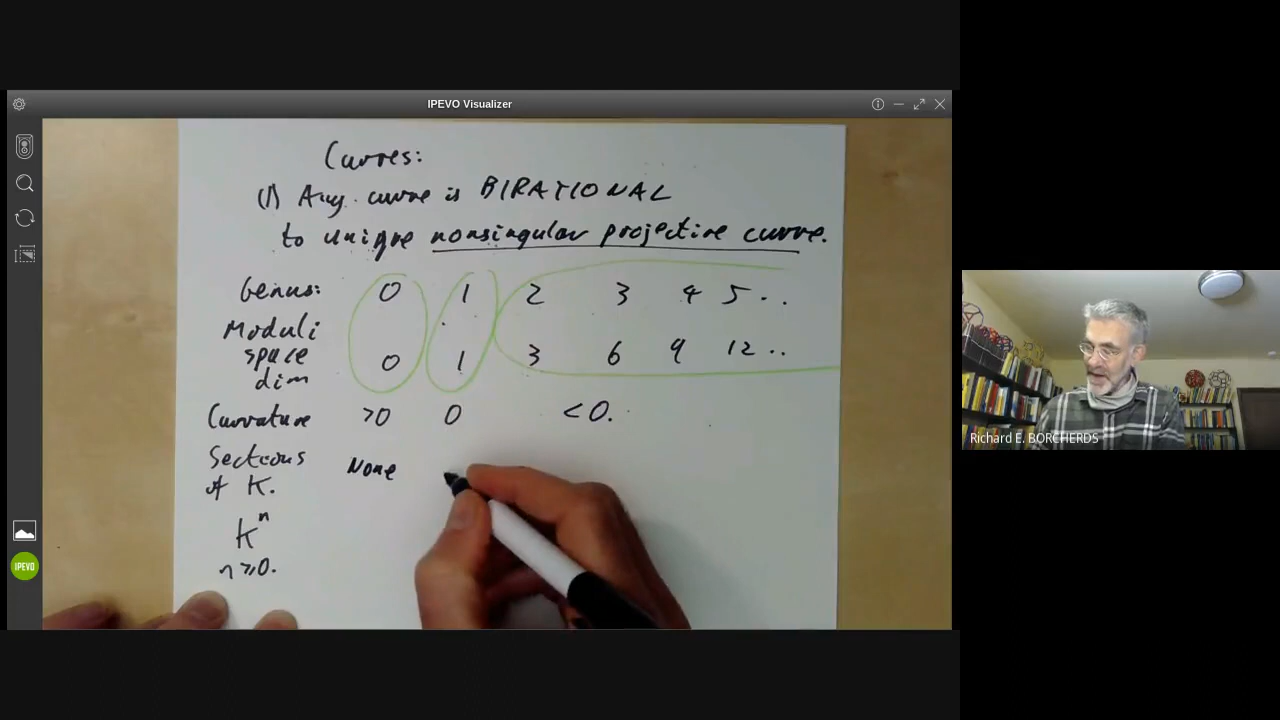 IPEVO Visualizer
Curves:
(1) Any curve is BIRATIONAL
to unique nonsingular projective curve.
Genus: 0 1 2 3 4 5 . .
Moduli
space 0 1 3 6 9 12 ..
dim
Curvature >0 0 <0.
Sections None
of K.
Kⁿ
n≥0.
IPEVO
Richard E. BORCHERDS